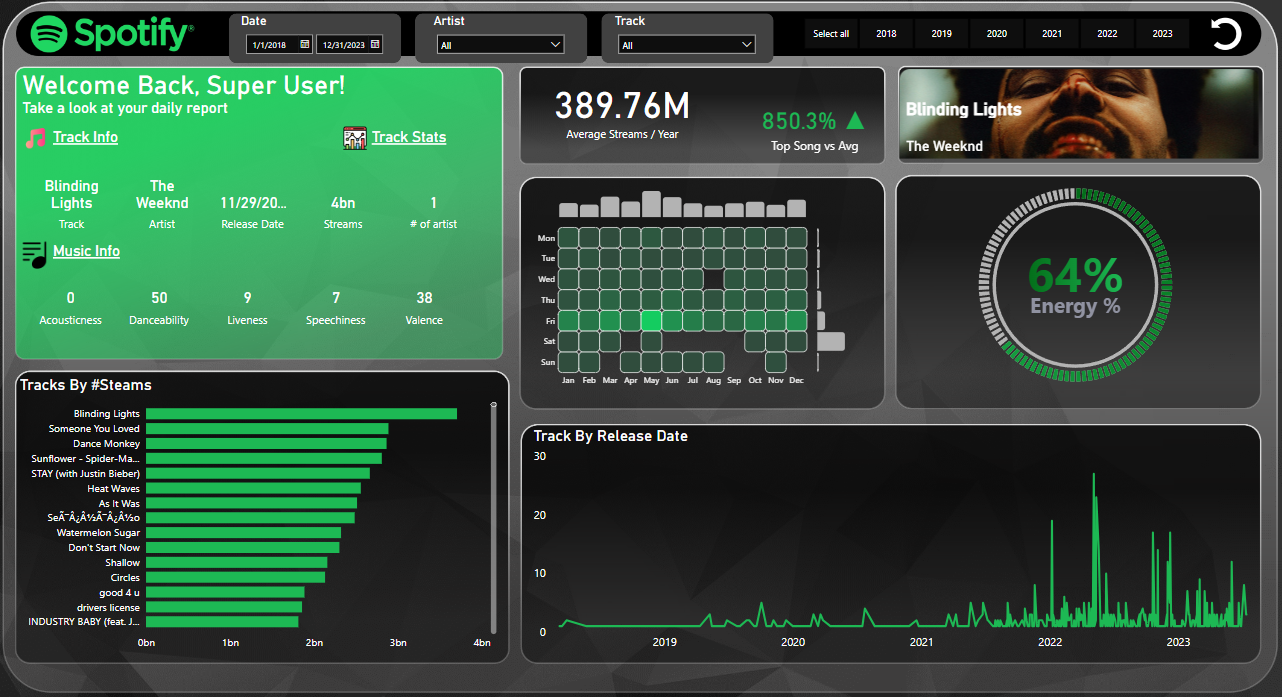 Spotify®
Date
1/1/2018
12/31/2023
Artist
All
Track
All
Select all
2018
2019
2020
2021
2022
2023
Welcome Back, Super User!
Take a look at your daily report
Track Info
Track Stats
Blinding Lights
The Weeknd
11/29/20...
4bn
1
Track
Artist
Release Date
Streams
# of artist
Music Info
0
50
9
7
38
Acousticness
Danceability
Liveness
Speechiness
Valence
389.76M
Average Streams / Year
850.3%
Top Song vs Avg
Blinding Lights
The Weeknd
Mon
Tue
Wed
Thu
Fri
Sat
Sun
Jan Feb Mar Apr May Jun Jul Aug Sep Oct Nov Dec
64%
Energy %
Tracks By #Steams
Blinding Lights
Someone You Loved
Dance Monkey
Sunflower - Spider-Ma...
STAY (with Justin Bieber)
Heat Waves
As It Was
SeÃ¯Â¿Â½Ã¯Â¿Â½o
Watermelon Sugar
Don't Start Now
Shallow
Circles
good 4 u
drivers license
INDUSTRY BABY (feat. J...
0bn 1bn 2bn 3bn 4bn
Track By Release Date
30
20
10
0
2019 2020 2021 2022 2023